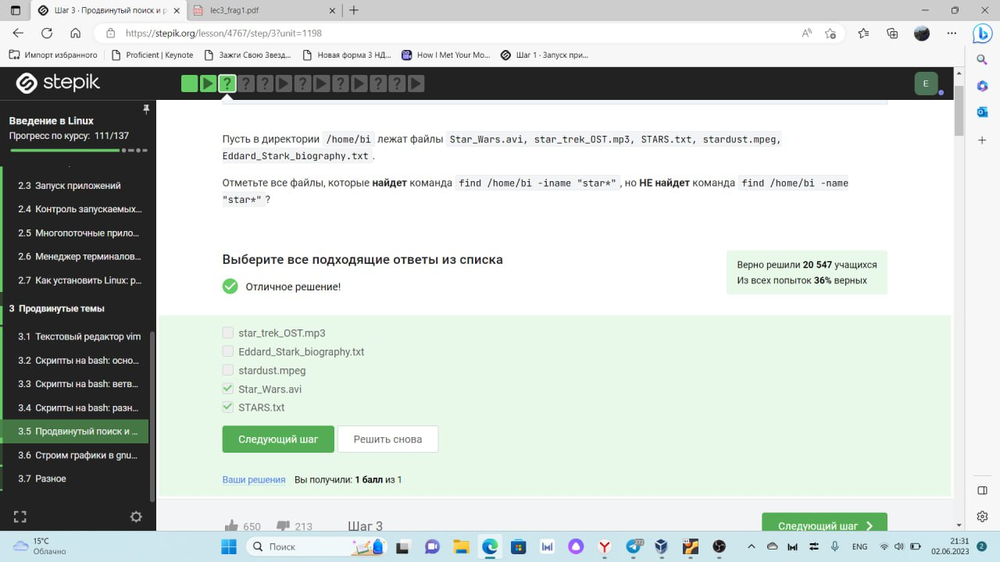 Шаг 3 · Продвинутый поиск и р
lec3_frag1.pdf
https://stepik.org/lesson/4767/step/3?unit=1198
Импорт избранного
Proficient | Keynote
Зажги Свою Звезд...
Новая форма 3 НД...
How I Met Your Mo...
Шаг 1 · Запуск при...
stepik
E
Введение в Linux
Прогресс по курсу: 111/137
2.3 Запуск приложений
2.4 Контроль запускаемых...
2.5 Многопоточные прило...
2.6 Менеджер терминалов...
2.7 Как установить Linux: р...
3 Продвинутые темы
3.1 Текстовый редактор vim
3.2 Скрипты на bash: осно...
3.3 Скрипты на bash: ветв...
3.4 Скрипты на bash: разн...
3.5 Продвинутый поиск и ...
3.6 Строим графики в gnu...
3.7 Разное
Пусть в директории /home/bi лежат файлы Star_Wars.avi, star_trek_OST.mp3, STARS.txt, stardust.mpeg,
Eddard_Stark_biography.txt.
Отметьте все файлы, которые найдет команда find /home/bi -iname "star*", но НЕ найдет команда find /home/bi -name
"star*"?
Выберите все подходящие ответы из списка
Отличное решение!
Верно решили 20 547 учащихся
Из всех попыток 36% верных
star_trek_OST.mp3
Eddard_Stark_biography.txt
stardust.mpeg
Star_Wars.avi
STARS.txt
Следующий шаг
Решить снова
Ваши решения Вы получили: 1 балл из 1
650
213
Шаг 3
Следующий шаг
15°C
Облачно
Поиск
272
ENG
21:31
02.06.2023
2